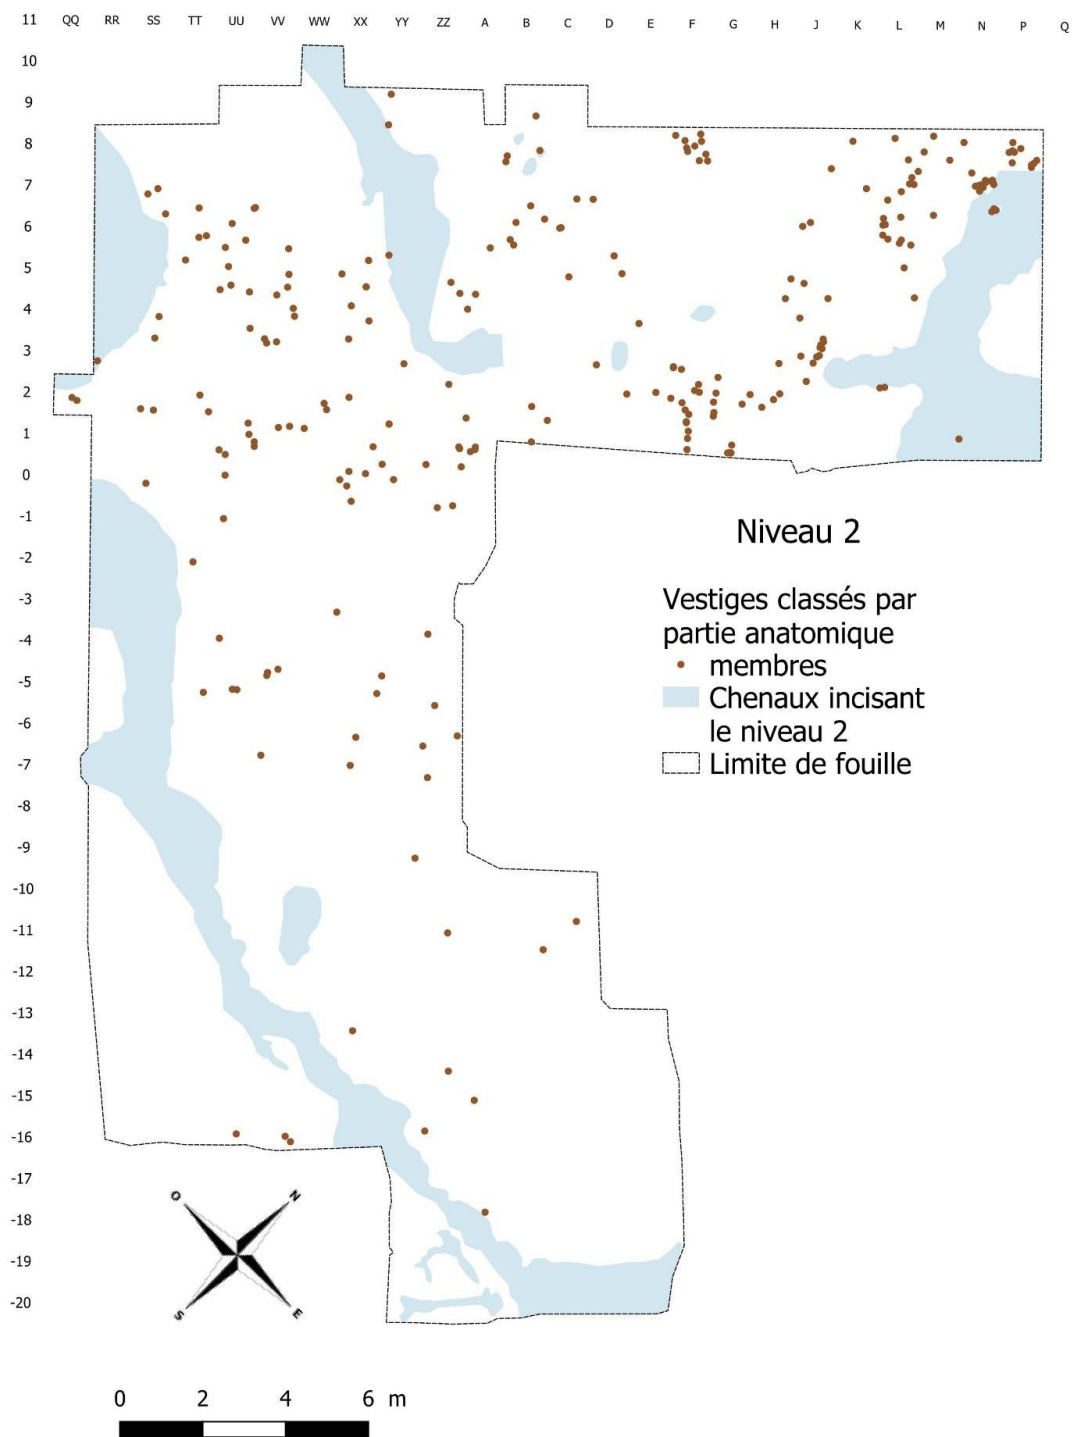 11 QQ RR SS TT UU VV WW XX YY ZZ A B C D E F G H J K L M N P Q
10
9
8
7
6
5
4
3
2
1
0
-1
Niveau 2
-2
-3
Vestiges classés par
partie anatomique
-4
membres
-5
Chenaux incisant
le niveau 2
-6
Limite de fouille
-7
-8
-9
-10
-11
-12
-13
-14
-15
-16
-17
O N
-18
-19
-20
S E
0 2 4 6 m